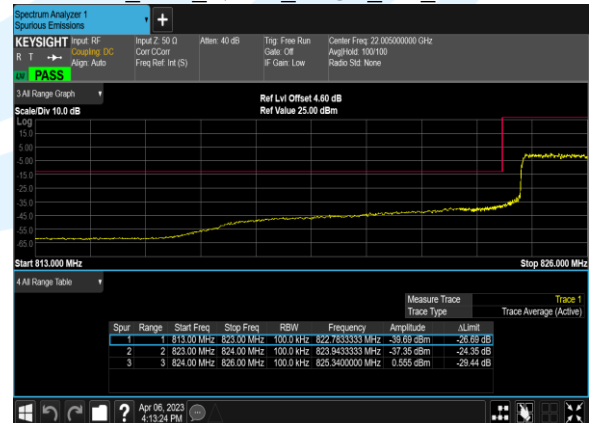 Spectrum Analyzer 1
Spurious Emissions
KEYSIGHT Input: RF Input Z: 50 Ω Atten: 40 dB Trig: Free Run Center Freq: 22.005000000 GHz
R T Coupling: DC Corr CCorr Gate: Off Avg|Hold: 100/100
Align: Auto Freq Ref: Int (S) IF Gain: Low Radio Std: None
PASS
3 All Range Graph
Ref Lvl Offset 4.60 dB
Scale/Div 10.0 dB Ref Value 25.00 dBm
Log
15.0
5.00
-5.00
-15.0
-25.0
-35.0
-45.0
-55.0
-65.0
Start 813.000 MHz Stop 826.000 MHz
4 All Range Table
Measure Trace Trace 1
Trace Type Trace Average (Active)
Spur Range Start Freq Stop Freq RBW Frequency Amplitude ΔLimit
1 1 813.00 MHz 823.00 MHz 100.0 kHz 822.7833333 MHz -39.69 dBm -26.69 dB
2 2 823.00 MHz 824.00 MHz 100.0 kHz 823.9433333 MHz -37.35 dBm -24.35 dB
3 3 824.00 MHz 826.00 MHz 100.0 kHz 825.3400000 MHz 0.555 dBm -29.44 dB
? Apr 06, 2023
4:13:24 PM